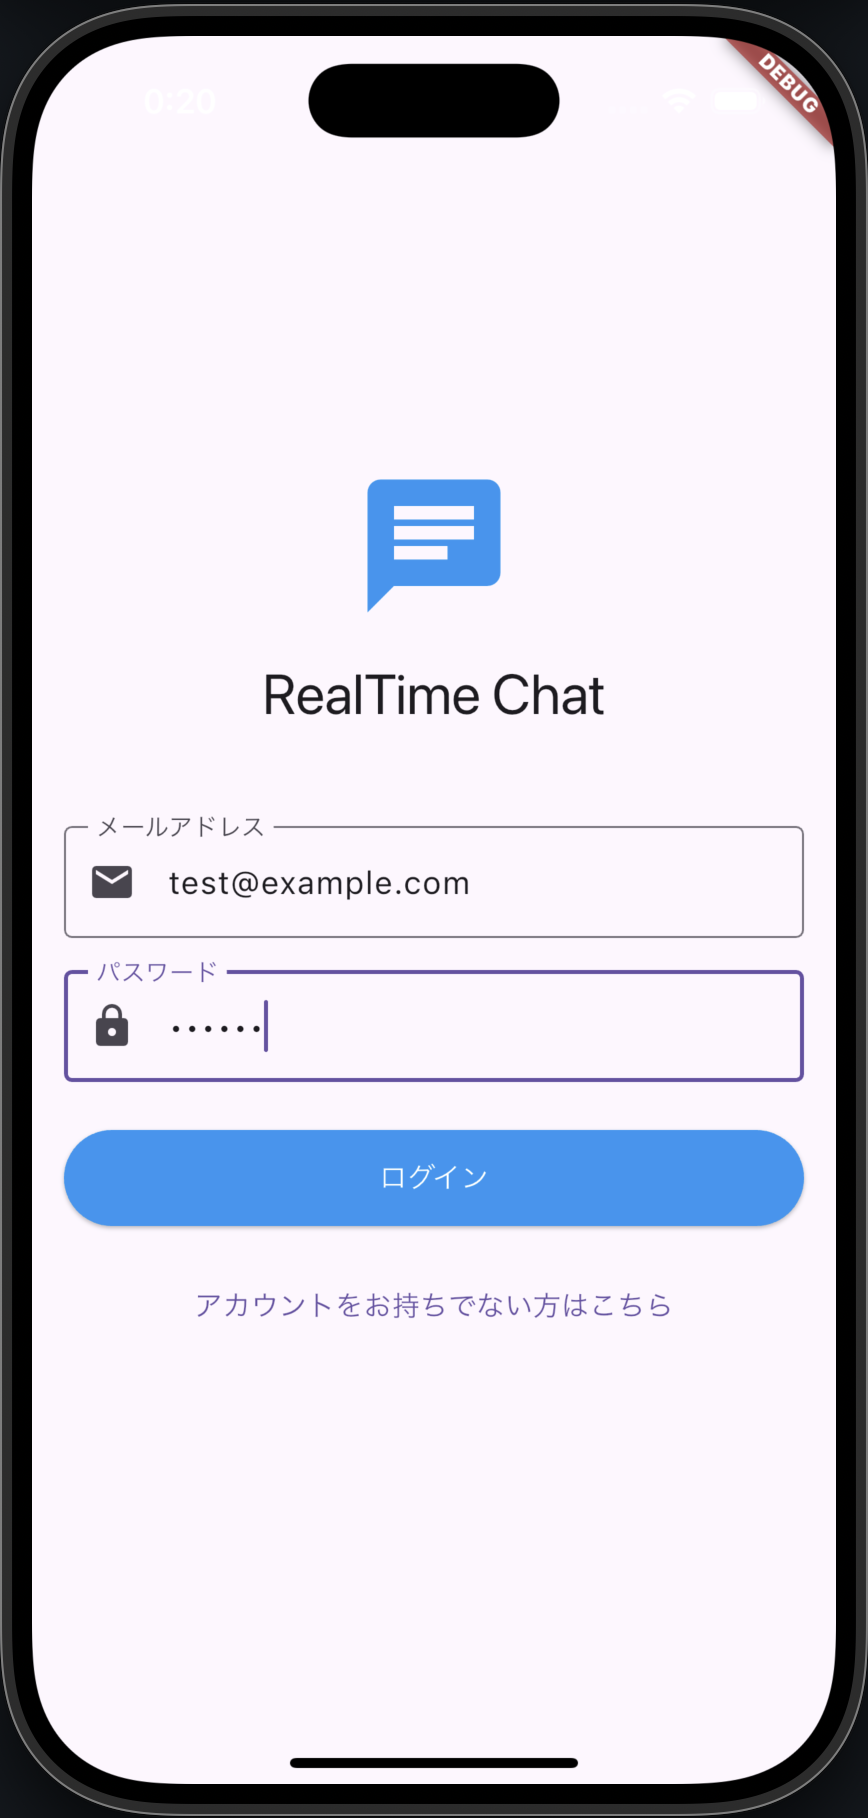 0:20
DEBUG
RealTime Chat
メールアドレス
test@example.com
パスワード
••••••
ログイン
アカウントをお持ちでない方はこちら